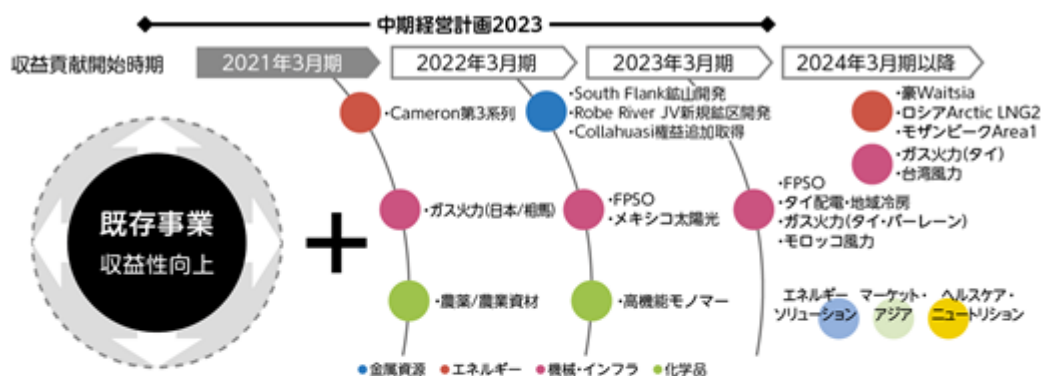 中期経営計画2023
収益貢献開始時期
2021年3月期
2022年3月期
2023年3月期
2024年3月期以降
・Cameron第3系列
・South Flank鉱山開発
・Robe River JV新規鉱区開発
・Collahuasi権益追加取得
・豪Waitsia
・ロシアArctic LNG2
・モザンビークArea1
・ガス火力(タイ)
・台湾風力
既存事業
収益性向上
+
・ガス火力(日本/相馬)
・FPSO
・メキシコ太陽光
・FPSO
・タイ配電・地域冷房
・ガス火力(タイ・バーレーン)
・モロッコ風力
・農薬/農業資材
・高機能モノマー
エネルギー・
ソリューション
マーケット・
アジア
ヘルスケア・
ニュートリション
●金属資源 ●エネルギー ●機械・インフラ ●化学品